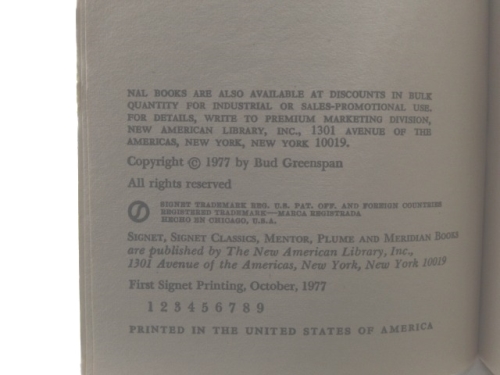 NAL BOOKS ARE ALSO AVAILABLE AT DISCOUNTS IN BULK
QUANTITY FOR INDUSTRIAL OR SALES-PROMOTIONAL USE.
FOR DETAILS, WRITE TO PREMIUM MARKETING DIVISION,
NEW AMERICAN LIBRARY, INC., 1301 AVENUE OF THE
AMERICAS, NEW YORK, NEW YORK 10019.
Copyright © 1977 by Bud Greenspan
All rights reserved
SIGNET TRADEMARK REG. U.S. PAT. OFF. AND FOREIGN COUNTRIES
REGISTERED TRADEMARK—MARCA REGISTRADA
HECHO EN CHICAGO, U.S.A.
SIGNET, SIGNET CLASSICS, MENTOR, PLUME AND MERIDIAN BOOKS
are published by The New American Library, Inc.,
1301 Avenue of the Americas, New York, New York 10019
First Signet Printing, October, 1977
1 2 3 4 5 6 7 8 9
PRINTED IN THE UNITED STATES OF AMERICA